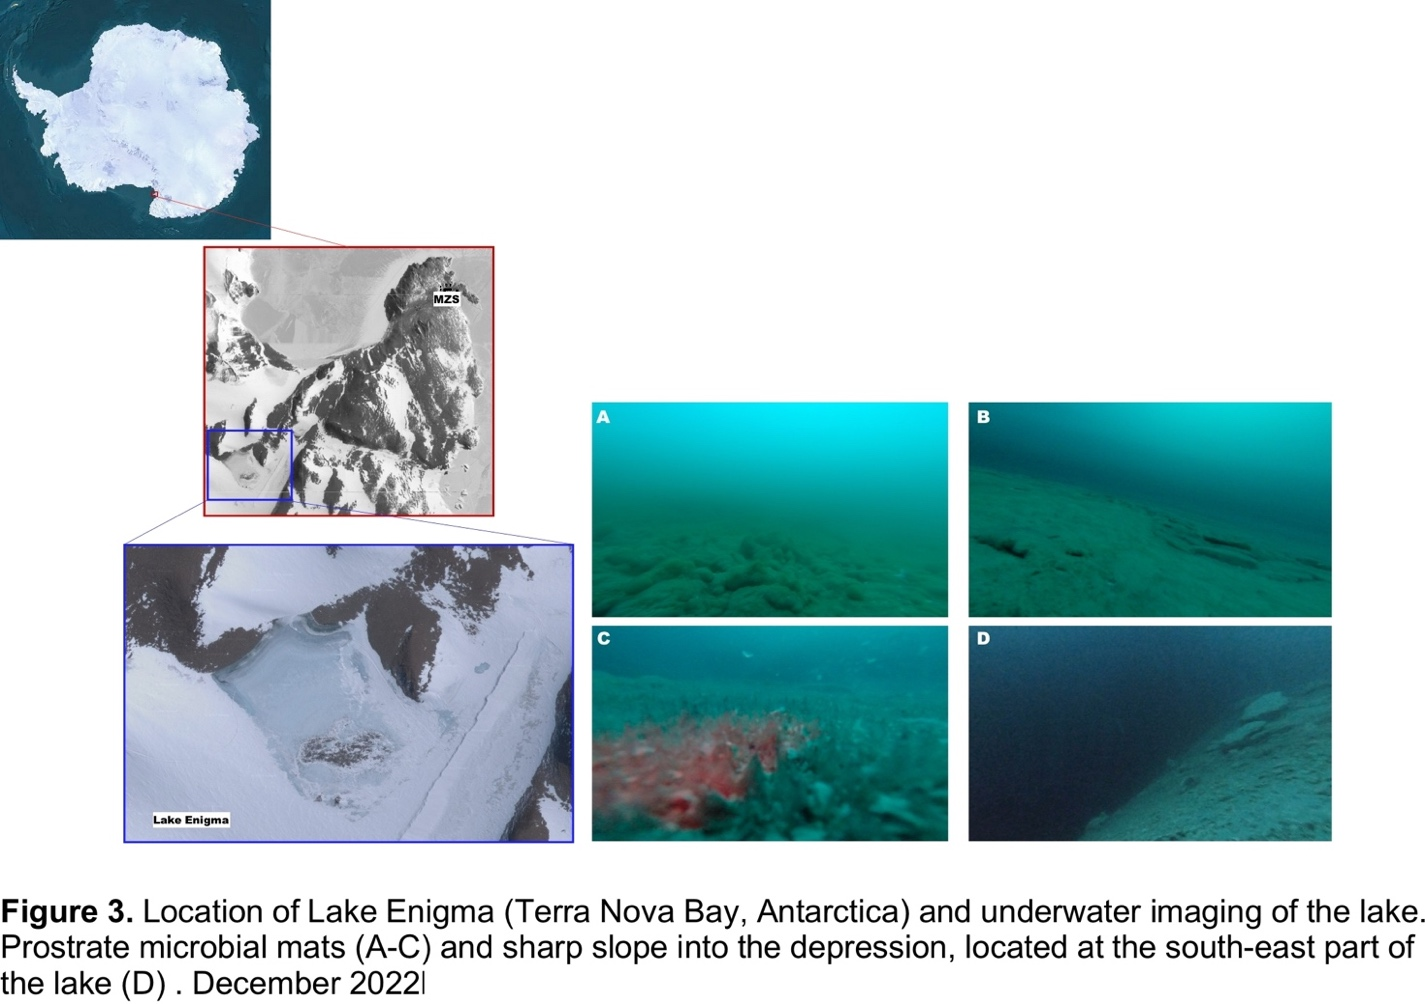 MZS
Lake Enigma
A
B
C
D
Figure 3. Location of Lake Enigma (Terra Nova Bay, Antarctica) and underwater imaging of the lake.
Prostrate microbial mats (A-C) and sharp slope into the depression, located at the south-east part of
the lake (D) . December 2022